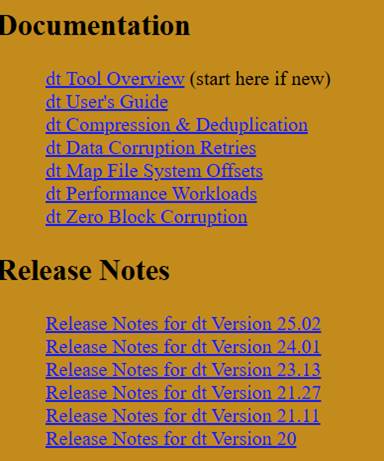 Documentation
dt Tool Overview (start here if new)
dt User's Guide
dt Compression & Deduplication
dt Data Corruption Retries
dt Map File System Offsets
dt Performance Workloads
dt Zero Block Corruption
Release Notes
Release Notes for dt Version 25.02
Release Notes for dt Version 24.01
Release Notes for dt Version 23.13
Release Notes for dt Version 21.27
Release Notes for dt Version 21.11
Release Notes for dt Version 20